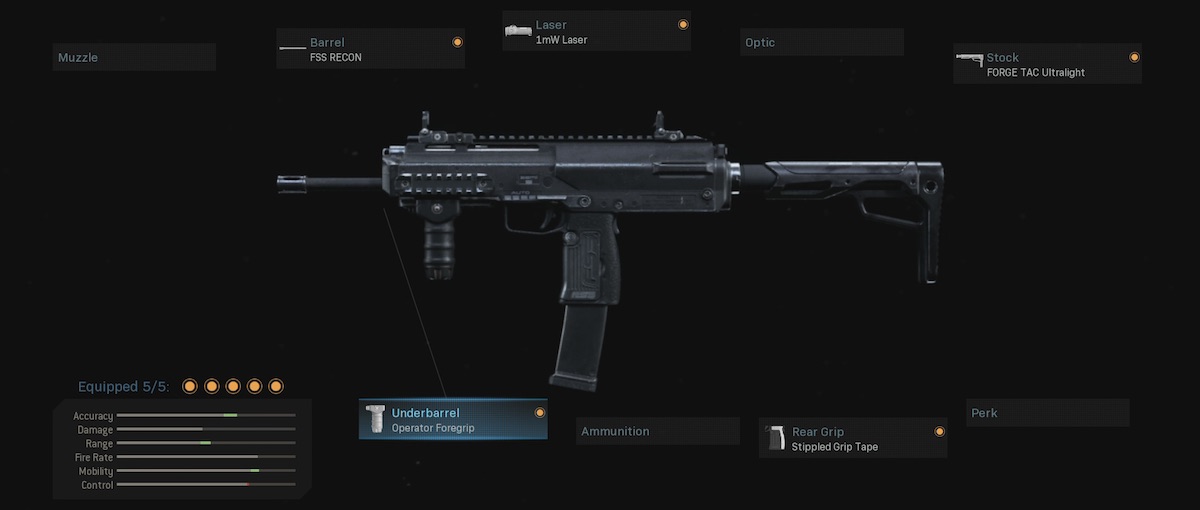 Muzzle
Barrel
FSS RECON
Laser
1mW Laser
Optic
Stock
FORGE TAC Ultralight
Equipped 5/5:
Accuracy
Damage
Range
Fire Rate
Mobility
Control
Underbarrel
Operator Foregrip
Ammunition
Rear Grip
Stippled Grip Tape
Perk